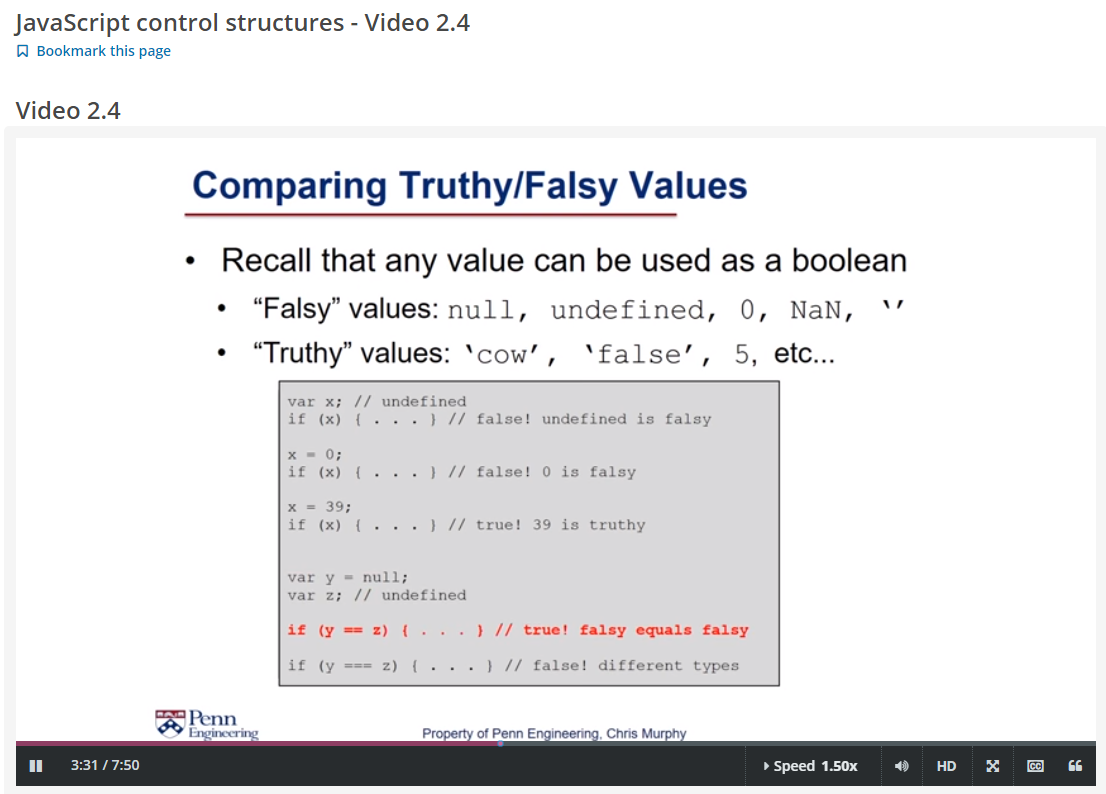 JavaScript control structures - Video 2.4
Bookmark this page
Video 2.4
Comparing Truthy/Falsy Values
• Recall that any value can be used as a boolean
• “Falsy” values: null, undefined, 0, NaN, ‘’
• “Truthy” values: ‘cow’, ‘false’, 5, etc...
var x; // undefined
if (x) { . . . } // false! undefined is falsy
x = 0;
if (x) { . . . } // false! 0 is falsy
x = 39;
if (x) { . . . } // true! 39 is truthy
var y = null;
var z; // undefined
if (y == z) { . . . } // true! falsy equals falsy
if (y === z) { . . . } // false! different types
Penn
Engineering
Property of Penn Engineering, Chris Murphy
3:31 / 7:50
Speed 1.50x
HD
CC